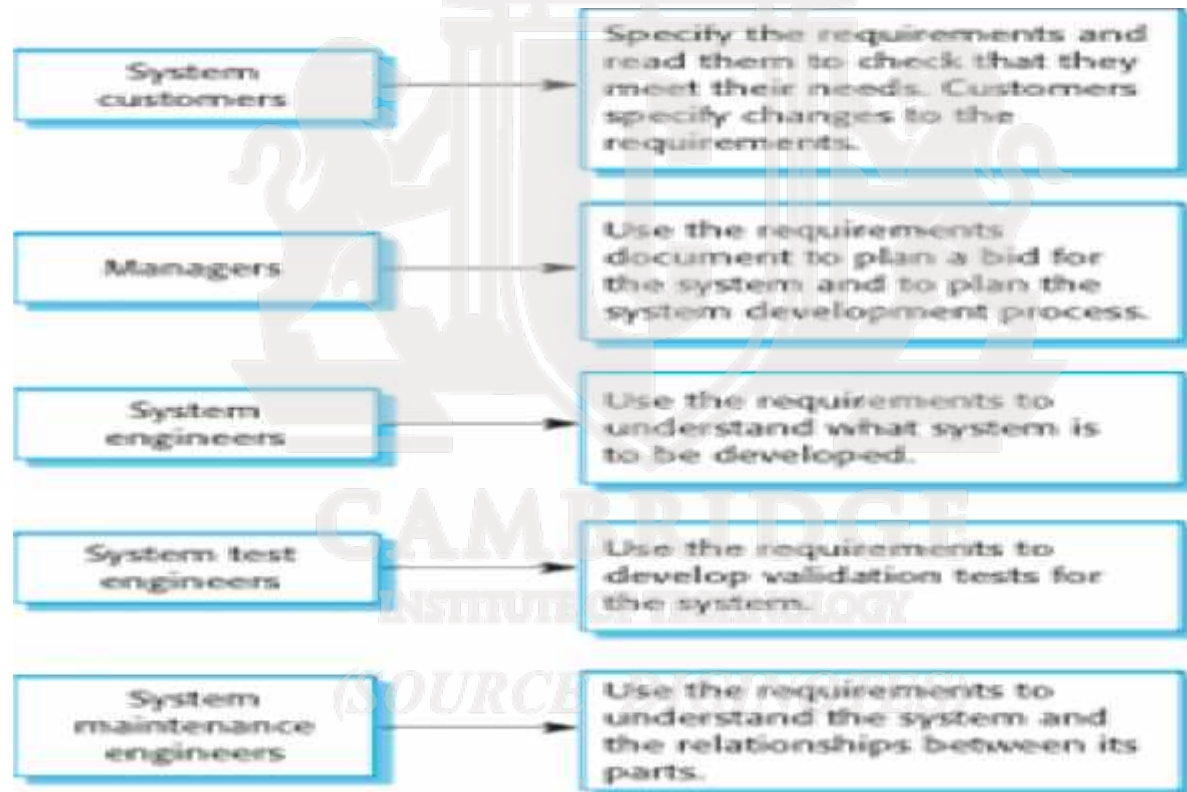 System
customers
Specify the requirements and
read them to check that they
meet their needs. Customers
specify changes to the
requirements.
Managers
Use the requirements
document to plan a bid for
the system and to plan the
system development process.
System
engineers
Use the requirements to
understand what system is
to be developed.
System test
engineers
Use the requirements to
develop validation tests for
the system.
System
maintenance
engineers
Use the requirements to
understand the system and
the relationships between its
parts.
CAMBRIDGE
INSTITUTE OF TECHNOLOGY
(SOURCE